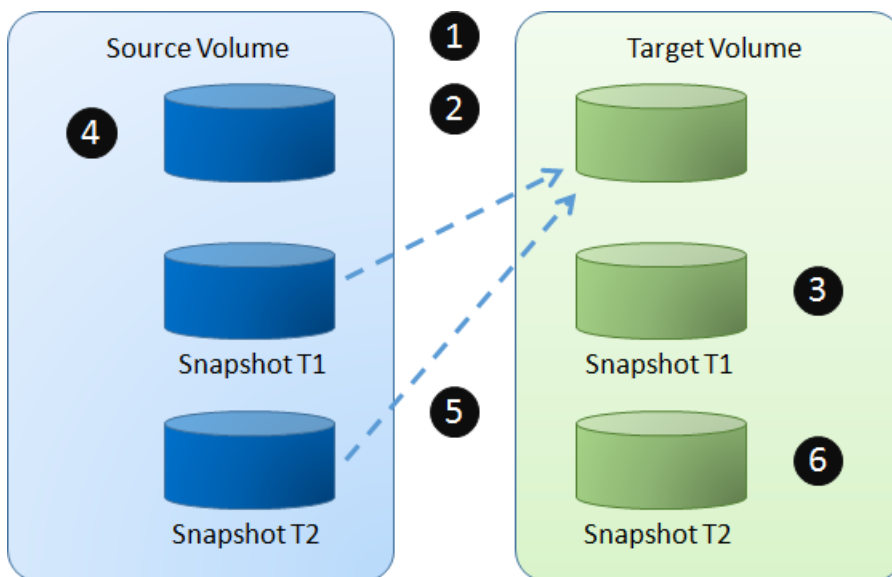 Source Volume
1
Target Volume
4
2
3
Snapshot T1
Snapshot T1
5
6
Snapshot T2
Snapshot T2